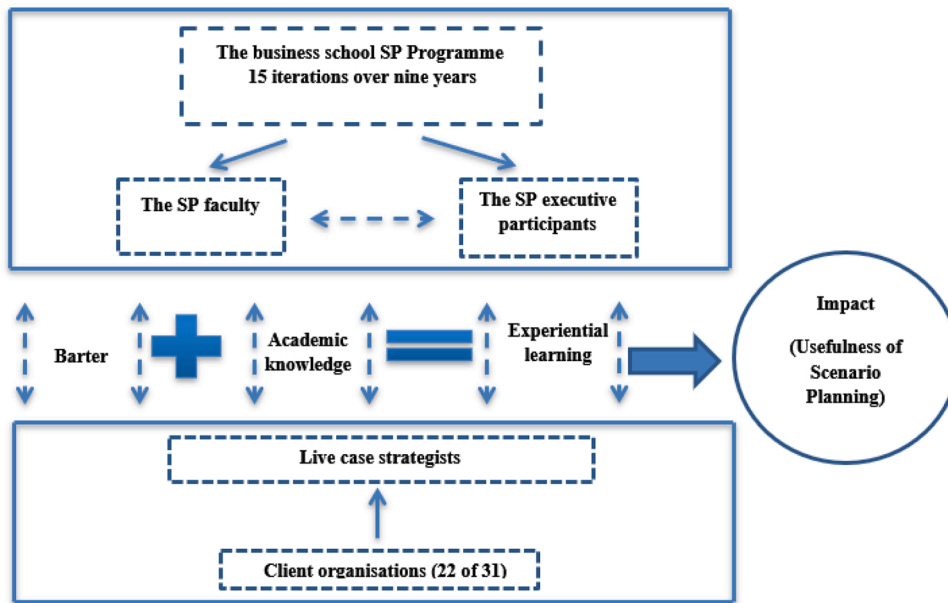 The business school SP Programme
15 iterations over nine years
The SP faculty
The SP executive
participants
Barter
Academic
knowledge
Experiential
learning
Impact
(Usefulness of
Scenario
Planning)
Live case strategists
Client organisations (22 of 31)